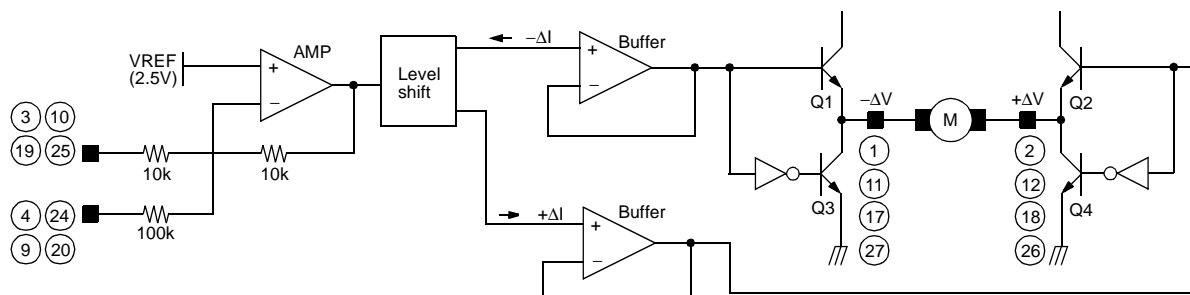 VREF
(2.5V)
AMP
+
−
Level
shift
−ΔI
+ΔI
Buffer
+
−
Buffer
+
−
3 10
19 25
10k
10k
4 24
9 20
100k
Q1
Q3
−ΔV
M
+ΔV
Q2
Q4
1
11
17
27
2
12
18
26